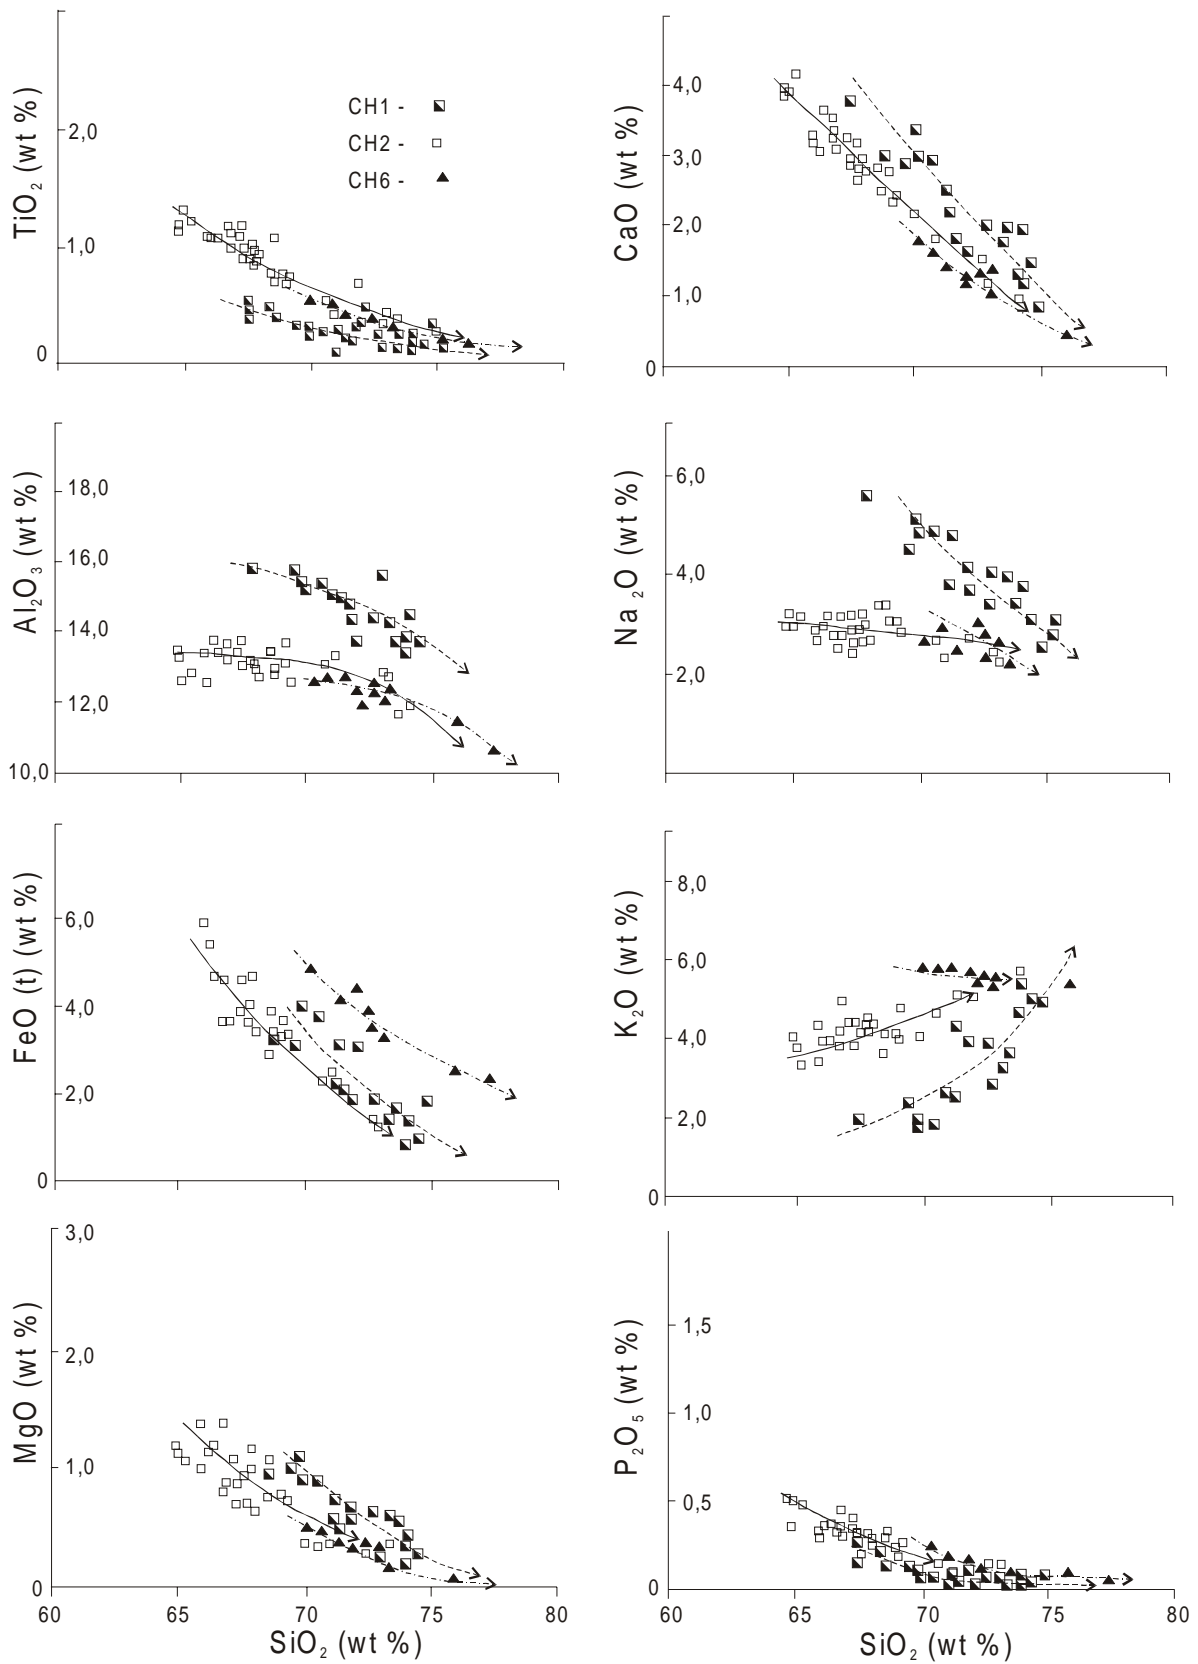 TiO2 (wt %)
2,0
1,0
0
CH1 -
CH2 -
CH6 -
CaO (wt %)
4,0
3,0
2,0
1,0
0
Al2O3 (wt %)
18,0
16,0
14,0
12,0
10,0
Na2O (wt %)
6,0
4,0
2,0
FeO (t) (wt %)
6,0
4,0
2,0
0
K2O (wt %)
8,0
6,0
4,0
2,0
0
MgO (wt %)
3,0
2,0
1,0
0
60 65 70 75 80
SiO2 (wt %)
P2O5 (wt %)
1,5
1,0
0,5
0
60 65 70 75 80
SiO2 (wt %)